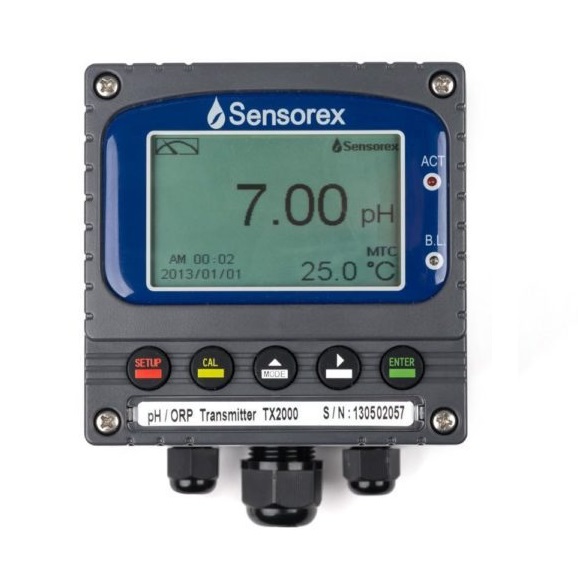 Sensorex
Sensorex
ACT
7.00 pH
B.L.
MTC
AM 00:02
2013/01/01
25.0 °C
SETUP
CAL
MODE
ENTER
pH / ORP Transmitter TX2000 S / N : 130502057